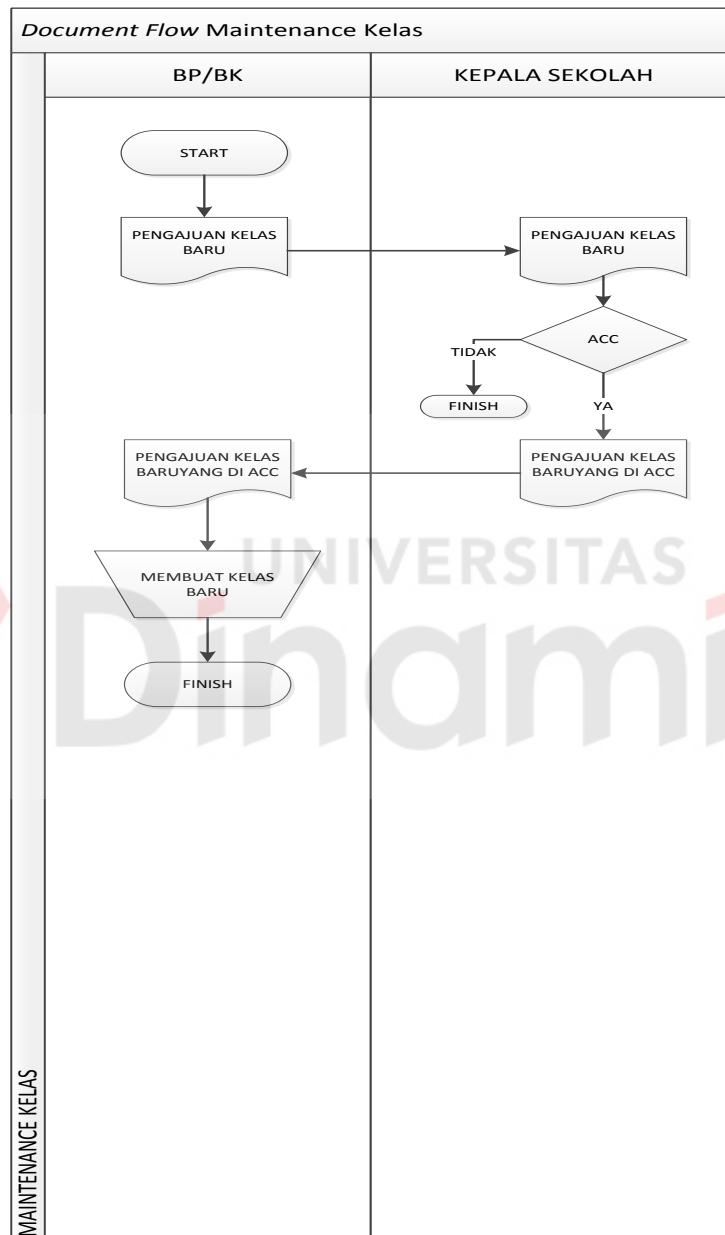 Document Flow Maintenance Kelas
BP/BK
KEPALA SEKOLAH
START
PENGAJUAN KELAS
BARU
PENGAJUAN KELAS
BARU
ACC
TIDAK
FINISH
YA
PENGAJUAN KELAS
BARUYANG DI ACC
PENGAJUAN KELAS
BARUYANG DI ACC
MEMBUAT KELAS
BARU
FINISH
MAINTENANCE KELAS
UNIVERSITAS
Dinami